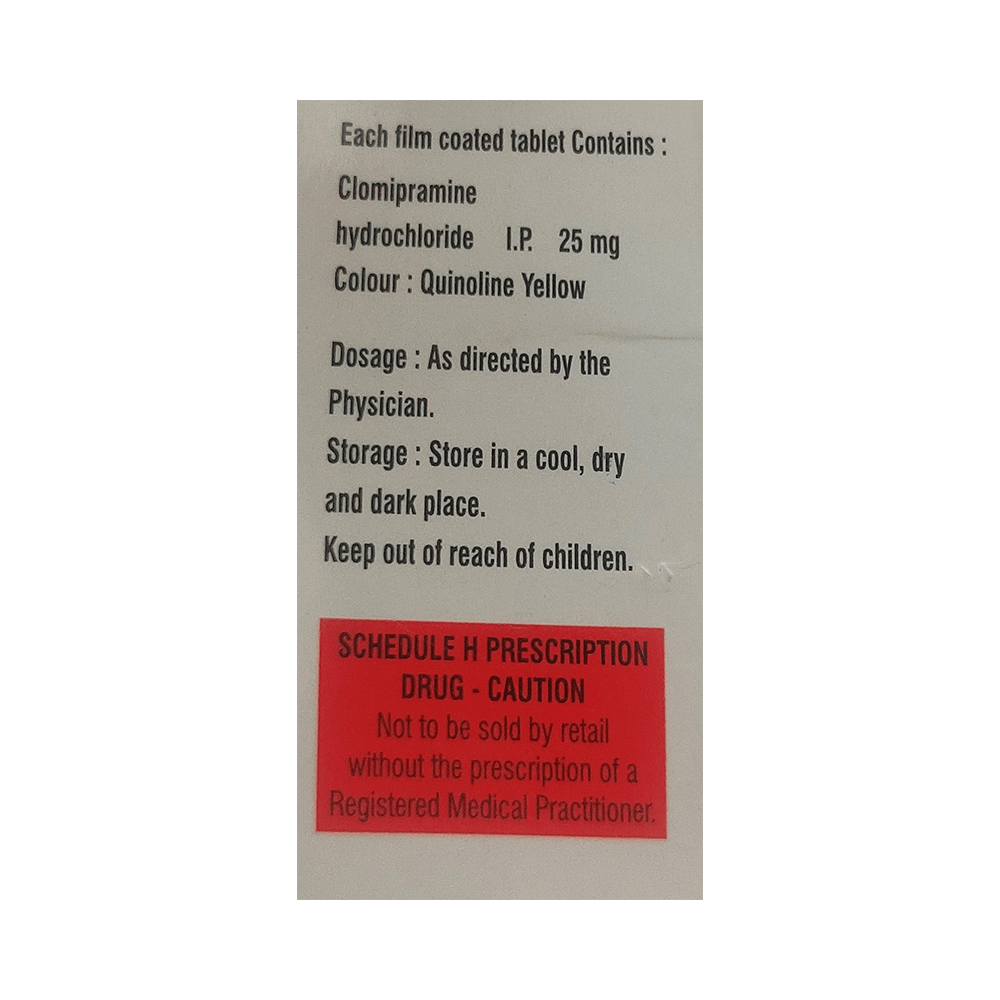 Each film coated tablet Contains :
Clomipramine
hydrochloride I.P. 25 mg
Colour : Quinoline Yellow
Dosage : As directed by the
Physician.
Storage : Store in a cool, dry
and dark place.
Keep out of reach of children.
SCHEDULE H PRESCRIPTION
DRUG - CAUTION
Not to be sold by retail
without the prescription of a
Registered Medical Practitioner.